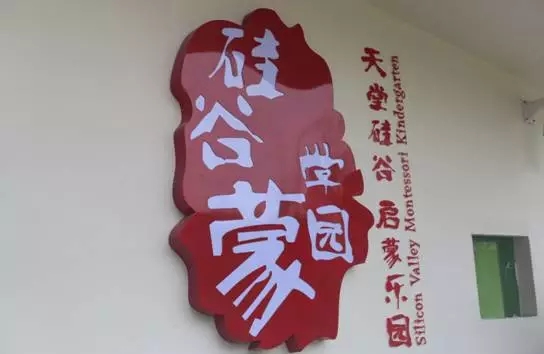 硅谷
蒙
学园
天堂硅谷 启蒙乐园
Silicon Valley Montessori Kindergarten